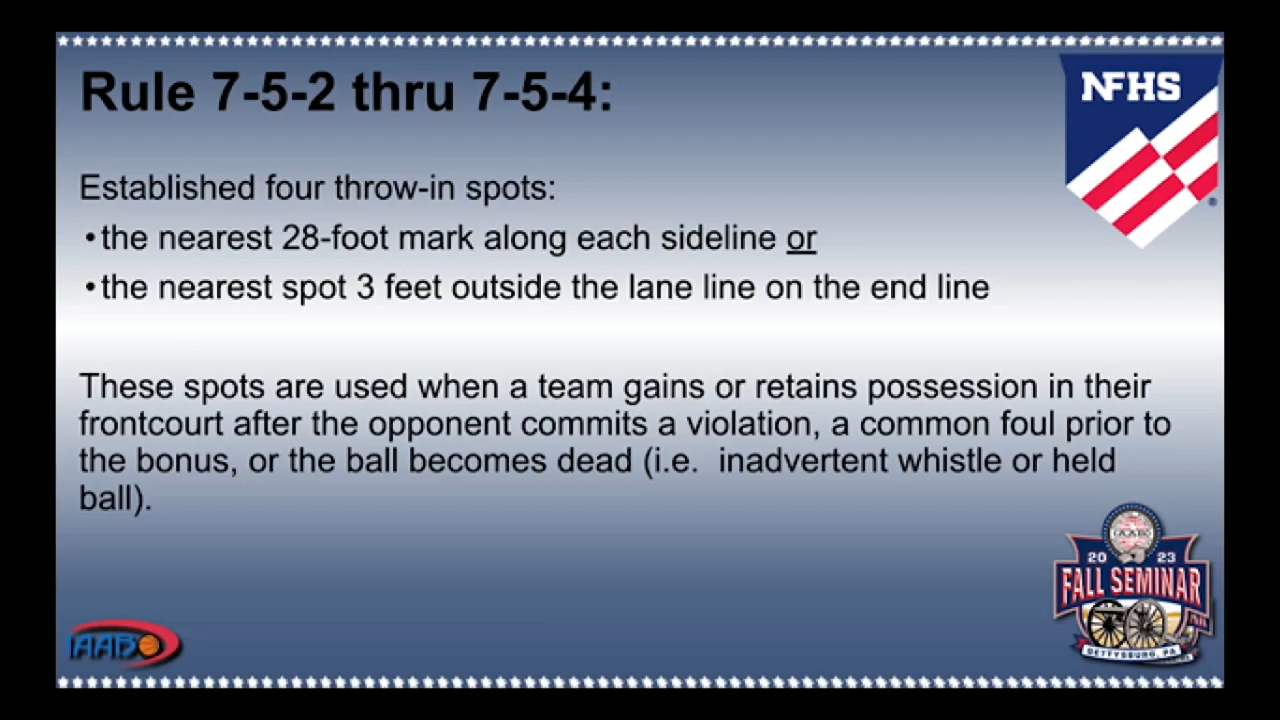 Rule 7-5-2 thru 7-5-4:
NFHS
Established four throw-in spots:
•the nearest 28-foot mark along each sideline or
•the nearest spot 3 feet outside the lane line on the end line
These spots are used when a team gains or retains possession in their
frontcourt after the opponent commits a violation, a common foul prior to
the bonus, or the ball becomes dead (i.e.  inadvertent whistle or held
ball).
IAABO
20 23
FALL SEMINAR
GETTYSBURG, PA
IAABO